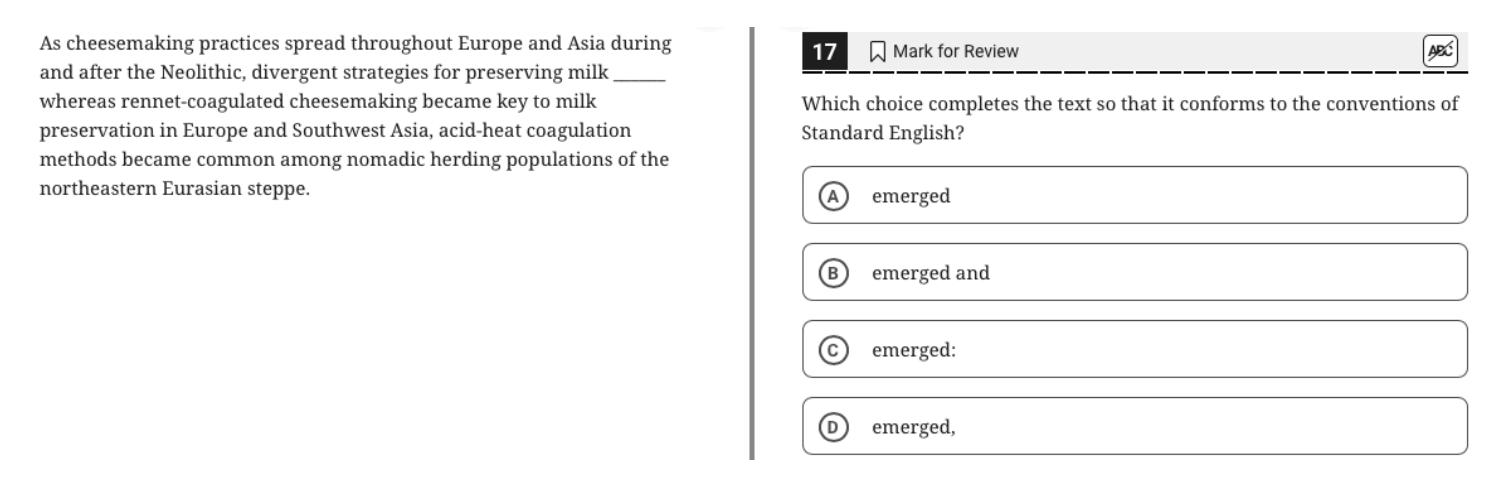 As cheesemaking practices spread throughout Europe and Asia during
and after the Neolithic, divergent strategies for preserving milk ______
whereas rennet-coagulated cheesemaking became key to milk
preservation in Europe and Southwest Asia, acid-heat coagulation
methods became common among nomadic herding populations of the
northeastern Eurasian steppe.
17 Mark for Review ABC
Which choice completes the text so that it conforms to the conventions of
Standard English?
A emerged
B emerged and
C emerged:
D emerged,